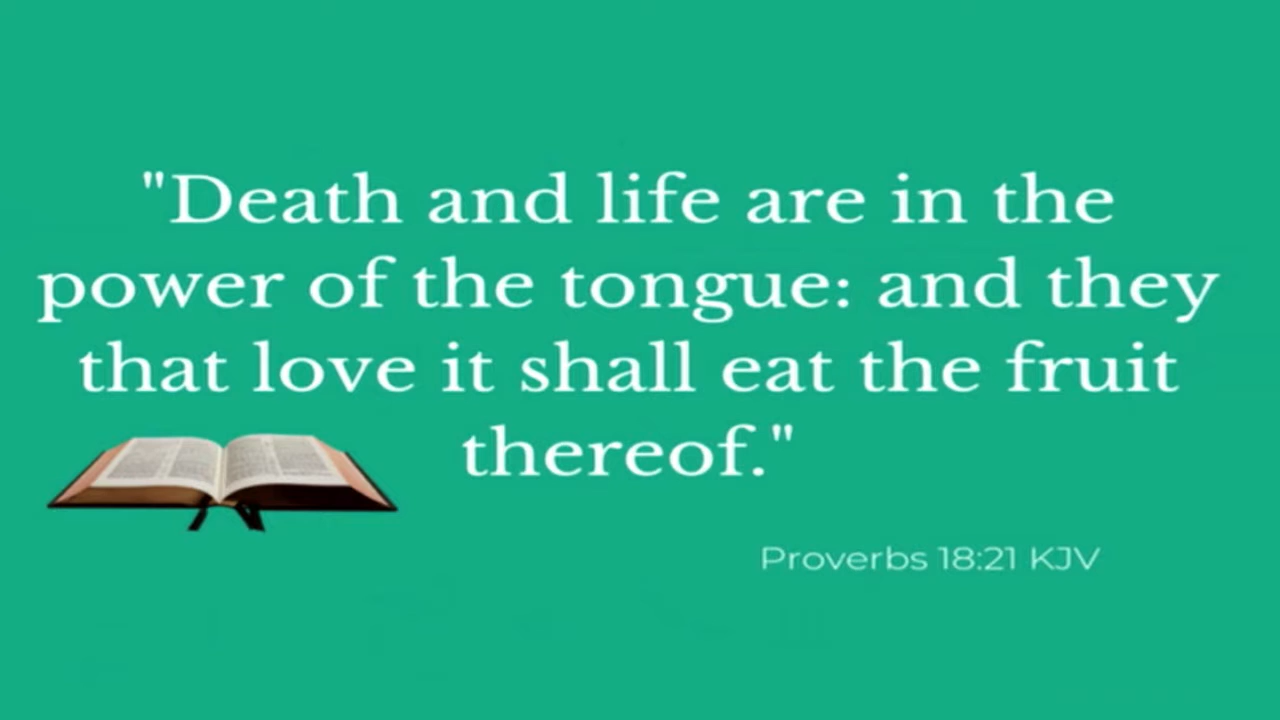 "Death and life are in the
power of the tongue: and they
that love it shall eat the fruit
thereof."
Proverbs 18:21 KJV